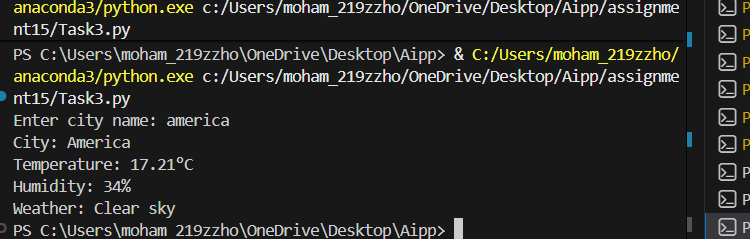 anaconda3/python.exe c:/Users/moham_219zzho/OneDrive/Desktop/Aipp/assignme
nt15/Task3.py
PS C:\Users\moham_219zzho\OneDrive\Desktop\Aipp> & C:/Users/moham_219zzho/
anaconda3/python.exe c:/Users/moham_219zzho/OneDrive/Desktop/Aipp/assignme
nt15/Task3.py
Enter city name: america
City: America
Temperature: 17.21°C
Humidity: 34%
Weather: Clear sky
PS C:\Users\moham_219zzho\OneDrive\Desktop\Aipp>